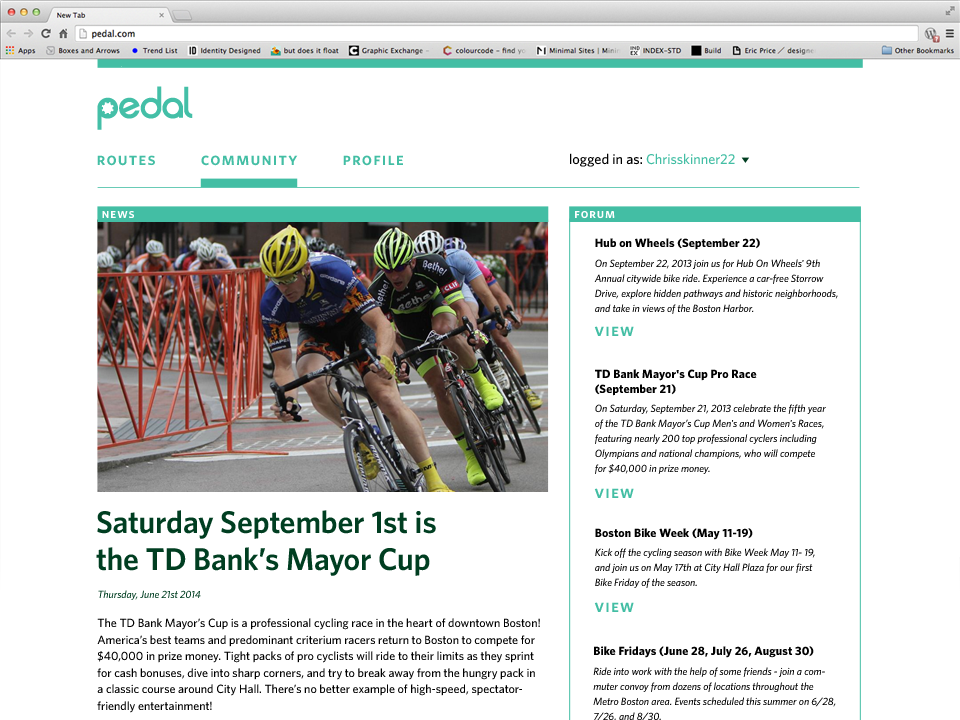 New Tab
pedal.com
Apps Boxes and Arrows Trend List Identity Designed but does it float Graphic Exchange - colourcode - find yo Minimal Sites | Mini INDEX-STD Build Eric Price / designe Other Bookmarks
pedal
ROUTES COMMUNITY PROFILE
logged in as: Chrisskinner22
NEWS
Bethel
CLIF
Saturday September 1st is
the TD Bank's Mayor Cup
Thursday, June 21st 2014
The TD Bank Mayor's Cup is a professional cycling race in the heart of downtown Boston!
America's best teams and predominant criterium racers return to Boston to compete for
$40,000 in prize money. Tight packs of pro cyclists will ride to their limits as they sprint
for cash bonuses, dive into sharp corners, and try to break away from the hungry pack in
a classic course around City Hall. There's no better example of high-speed, spectator-
friendly entertainment!
FORUM
Hub on Wheels (September 22)
On September 22, 2013 join us for Hub On Wheels' 9th
Annual citywide bike ride. Experience a car-free Storrow
Drive, explore hidden pathways and historic neighborhoods,
and take in views of the Boston Harbor.
VIEW
TD Bank Mayor's Cup Pro Race
(September 21)
On Saturday, September 21, 2013 celebrate the fifth year
of the TD Bank Mayor's Cup Men's and Women's Races,
featuring nearly 200 top professional cyclers including
Olympians and national champions, who will compete
for $40,000 in prize money.
VIEW
Boston Bike Week (May 11-19)
Kick off the cycling season with Bike Week May 11- 19,
and join us on May 17th at City Hall Plaza for our first
Bike Friday of the season.
VIEW
Bike Fridays (June 28, July 26, August 30)
Ride into work with the help of some friends - join a com-
muter convoy from dozens of locations throughout the
Metro Boston area. Events scheduled this summer on 6/28,
7/26, and 8/30.